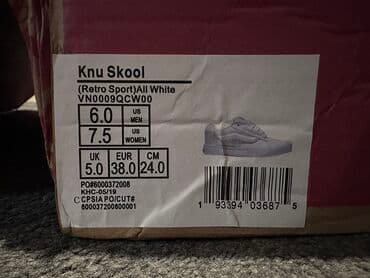 Knu Skool
(Retro Sport)All White
VN0009QCW00
6.0 US MEN
7.5 US WOMEN
UK EUR CM
5.0 38.0 24.0
PO#6000372008
KHC-05/19
C CPSIA PO/CUT#
600037200600001
1 93394 03687 5